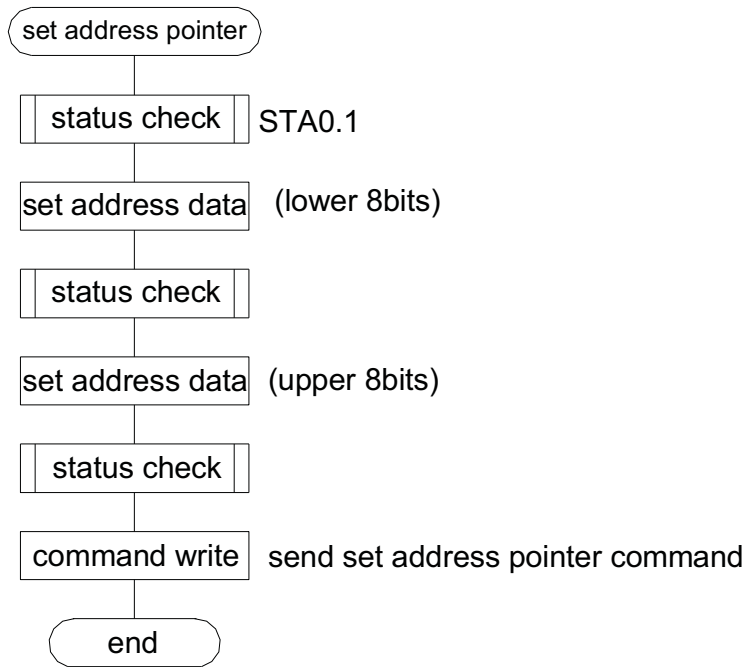 set address pointer
status check STA0.1
set address data (lower 8bits)
status check
set address data (upper 8bits)
status check
command write send set address pointer command
end